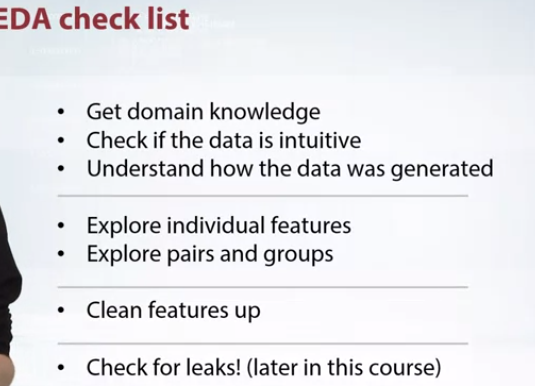 EDA check list
• Get domain knowledge
• Check if the data is intuitive
• Understand how the data was generated
• Explore individual features
• Explore pairs and groups
• Clean features up
• Check for leaks! (later in this course)